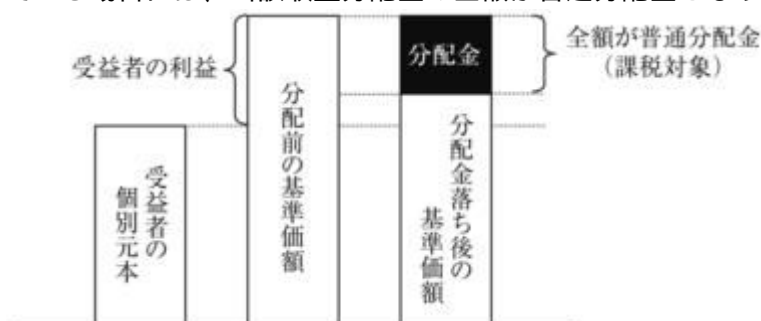 受益者の利益
分配金
全額が普通分配金
(課税対象)
受益者の
個別元本
分配前の基準価額
分配金落ち後の
基準価額